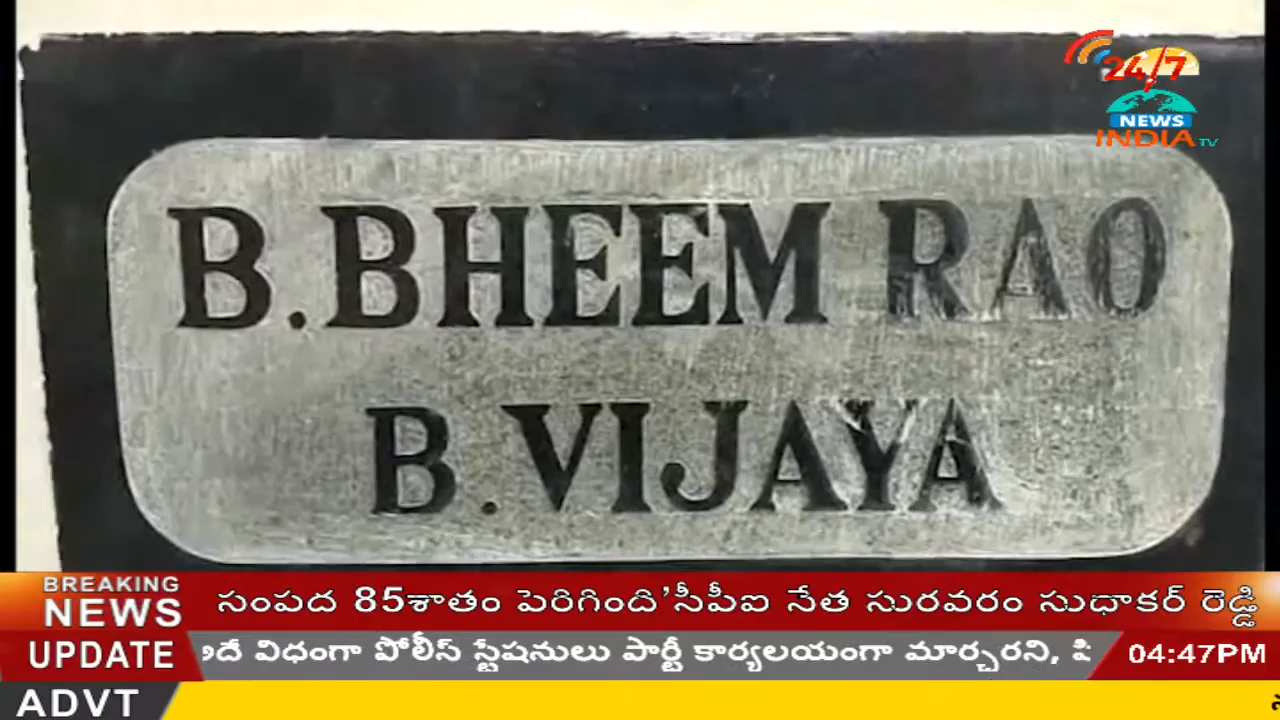 24/7
NEWS
INDIA TV
B.BHEEM RAO
B.VIJAYA
BREAKING
NEWS
సంపద 85శాతం పెరిగింది'సీపీఐ నేత సురవరం సుధాకర్ రెడ్డి
UPDATE
విధంగా పోలీస్ స్టేషనులు పార్టీ కార్యలయంగా మార్చరని,
04:47PM
ADVT